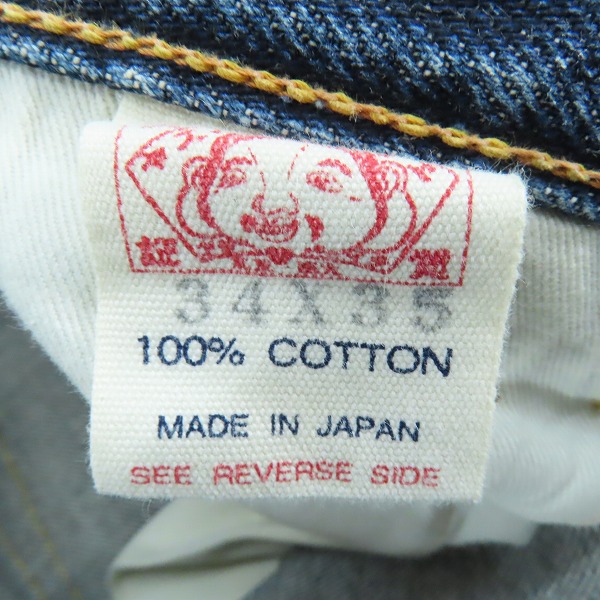 34X35
100% COTTON
MADE IN JAPAN
SEE REVERSE SIDE